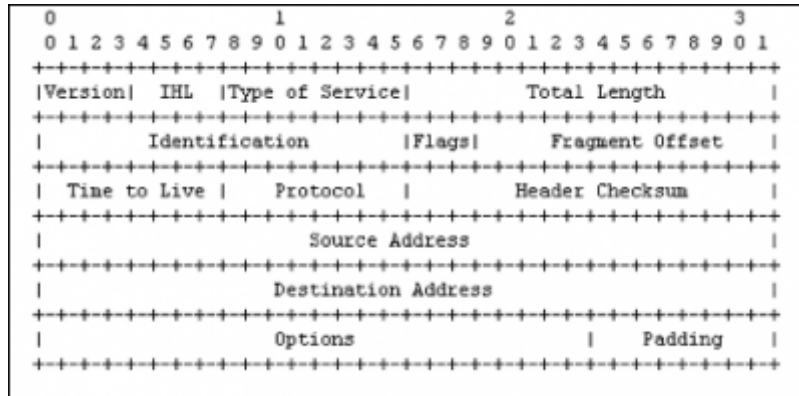 0                   1                   2                   3
0 1 2 3 4 5 6 7 8 9 0 1 2 3 4 5 6 7 8 9 0 1 2 3 4 5 6 7 8 9 0 1
+-+-+-+-+-+-+-+-+-+-+-+-+-+-+-+-+-+-+-+-+-+-+-+-+-+-+-+-+-+-+-+-+
|Version|  IHL  |Type of Service|          Total Length         |
+-+-+-+-+-+-+-+-+-+-+-+-+-+-+-+-+-+-+-+-+-+-+-+-+-+-+-+-+-+-+-+-+
|         Identification        |Flags|      Fragment Offset    |
+-+-+-+-+-+-+-+-+-+-+-+-+-+-+-+-+-+-+-+-+-+-+-+-+-+-+-+-+-+-+-+-+
|  Time to Live |    Protocol   |         Header Checksum       |
+-+-+-+-+-+-+-+-+-+-+-+-+-+-+-+-+-+-+-+-+-+-+-+-+-+-+-+-+-+-+-+-+
|                       Source Address                          |
+-+-+-+-+-+-+-+-+-+-+-+-+-+-+-+-+-+-+-+-+-+-+-+-+-+-+-+-+-+-+-+-+
|                    Destination Address                        |
+-+-+-+-+-+-+-+-+-+-+-+-+-+-+-+-+-+-+-+-+-+-+-+-+-+-+-+-+-+-+-+-+
|                    Options                    |    Padding    |
+-+-+-+-+-+-+-+-+-+-+-+-+-+-+-+-+-+-+-+-+-+-+-+-+-+-+-+-+-+-+-+-+